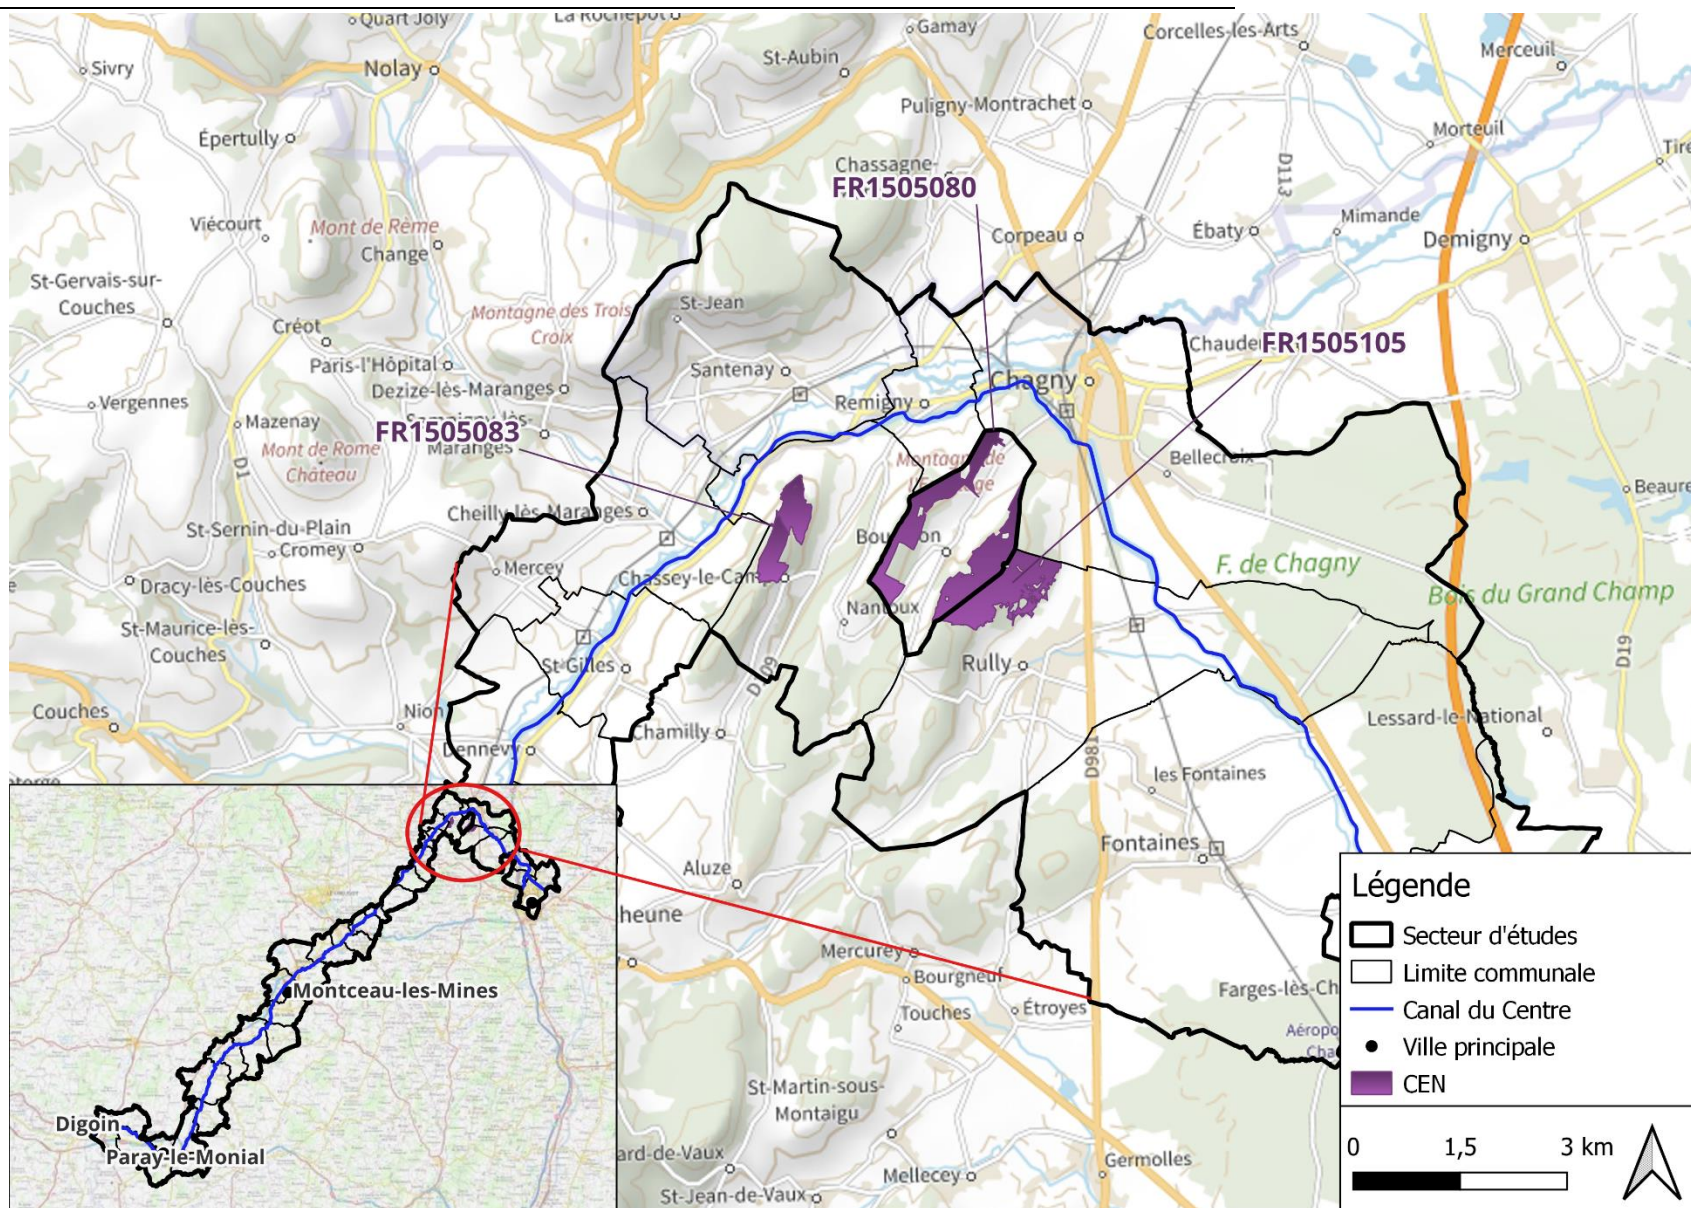 Quart Joly
La Rochepot
Gamay
Corcelles-les-Arts
Merceuil
Sivry
Nolay
St-Aubin
Puligny-Montrachet
Épertully
Morteuil
Chassagne-
FR1505080
D113
Viécourt
Mont de Rème
Change
Corpeau
Ébaty
Mimande
Demigny
St-Gervais-sur-
Couches
Créot
Montagne des Trois
Croix
St-Jean
Paris-l'Hôpital
Dezize-lès-Maranges
Santenay
Remigny
Chagny
FR1505105
Vergennes
Mazenay
FR1505083
Maranges
Mont de Rome
Château
D1
Bellecroix
Beaure
St-Sernin-du-Plain
Cromey
Cheilly-lès-Maranges
Mercey
Chassey-le-Cam
Dracy-lès-Couches
Nantoux
F. de Chagny
Bois du Grand Champ
St-Maurice-lès-
Couches
St-Gilles
Rully
D19
Couches
Nion
Dennevy
Chamilly
D981
Lessard-le-National
les Fontaines
Fontaines
Aluze
Mercurey
Bourgneuf
Touches
Étroyes
Farges-lès-Ch
Aéropo
Cha
St-Martin-sous-
Montaigu
ard-de-Vaux
St-Jean-de-Vaux
Mellecey
Germolles
Montceau-les-Mines
Digoin
Paray-le-Monial
Légende
Secteur d'études
Limite communale
Canal du Centre
Ville principale
CEN
0 1,5 3 km